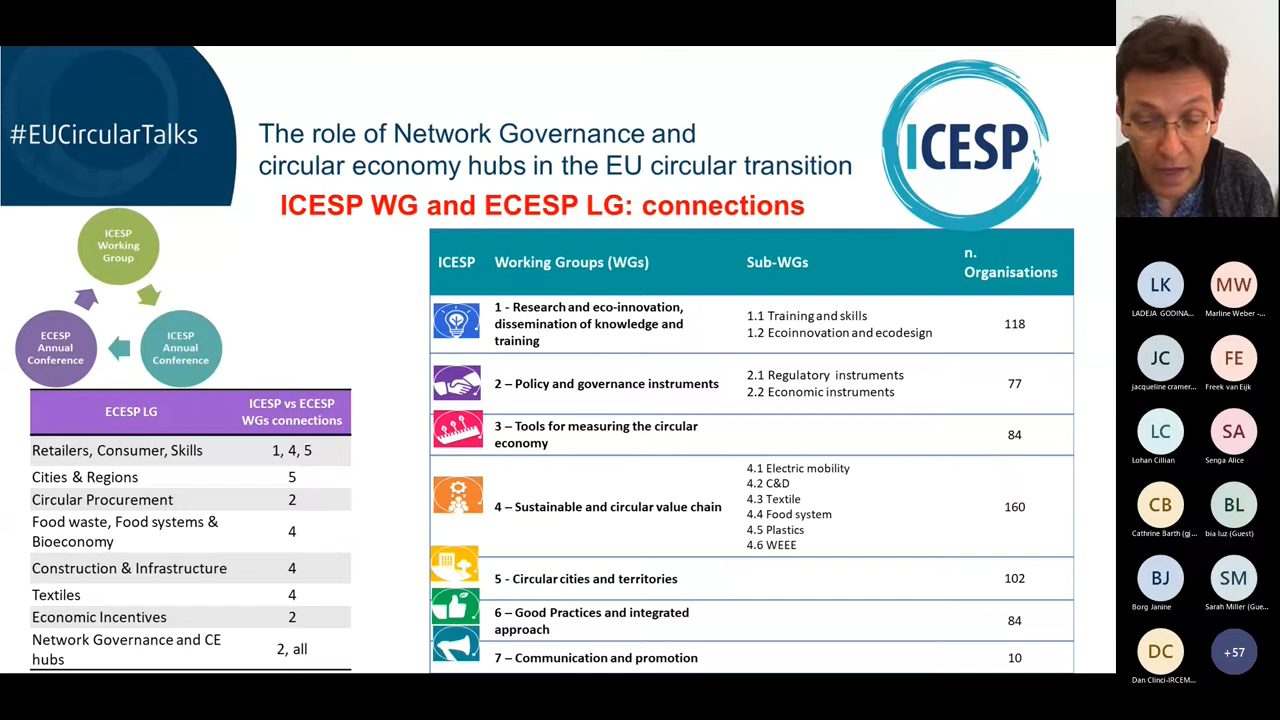 #EUCircularTalks
The role of Network Governance and
circular economy hubs in the EU circular transition
ICESP WG and ECESP LG: connections
ICESP
ICESP
Working
Group
ECESP
Annual
Conference
ICESP
Annual
Conference
ECESP LG
ICESP vs ECESP
WGs connections
Retailers, Consumer, Skills 1, 4, 5
Cities & Regions 5
Circular Procurement 2
Food waste, Food systems &
Bioeconomy 4
Construction & Infrastructure 4
Textiles 4
Economic Incentives 2
Network Governance and CE
hubs 2, all
ICESP Working Groups (WGs) Sub-WGs n.
Organisations
1 - Research and eco-innovation,
dissemination of knowledge and
training
1.1 Training and skills
1.2 Ecoinnovation and ecodesign
118
2 – Policy and governance instruments
2.1 Regulatory instruments
2.2 Economic instruments
77
3 – Tools for measuring the circular
economy
84
4 – Sustainable and circular value chain
4.1 Electric mobility
4.2 C&D
4.3 Textile
4.4 Food system
4.5 Plastics
4.6 WEEE
160
5 - Circular cities and territories 102
6 – Good Practices and integrated
approach
84
7 – Communication and promotion 10
LK MW
LADEJA GODINA... Marline Weber -...
JC FE
jacqueline cramer... Freek van Eijk
LC SA
Lohan Cillian Senga Alice
CB BL
Cathrine Barth (gj... bia luz (Guest)
BJ SM
Borg Janine Sarah Miller (Gue...
DC +57
Dan Clinci-IRCEM...